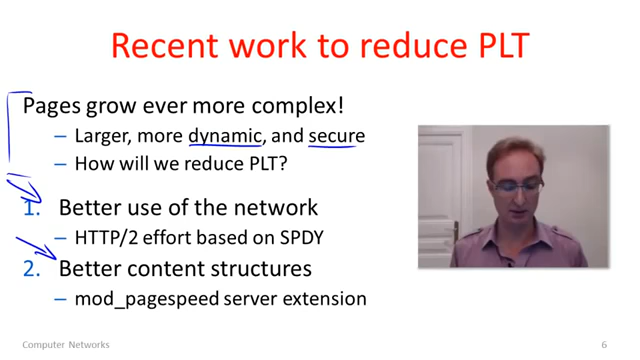 Recent work to reduce PLT
Pages grow ever more complex!
– Larger, more dynamic, and secure
– How will we reduce PLT?
1. Better use of the network
– HTTP/2 effort based on SPDY
2. Better content structures
– mod_pagespeed server extension
Computer Networks
6